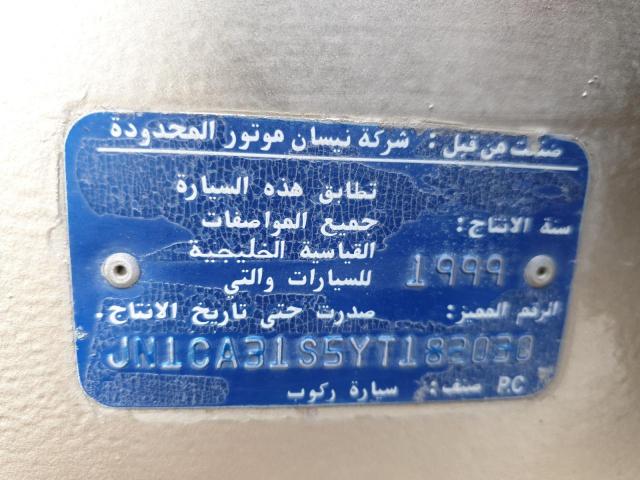 صنعت من قبل : شركة نيسان موتور المحدودة
تطابق هذه السيارة
جميع المواصفات
القياسية الخليجية
للسيارات والتي
صدرت حتى تاريخ الانتاج.
سنة الانتاج:
1999
الرقم المميز:
JN1CA31S5YT182030
P.C صنف: سيارة ركوب